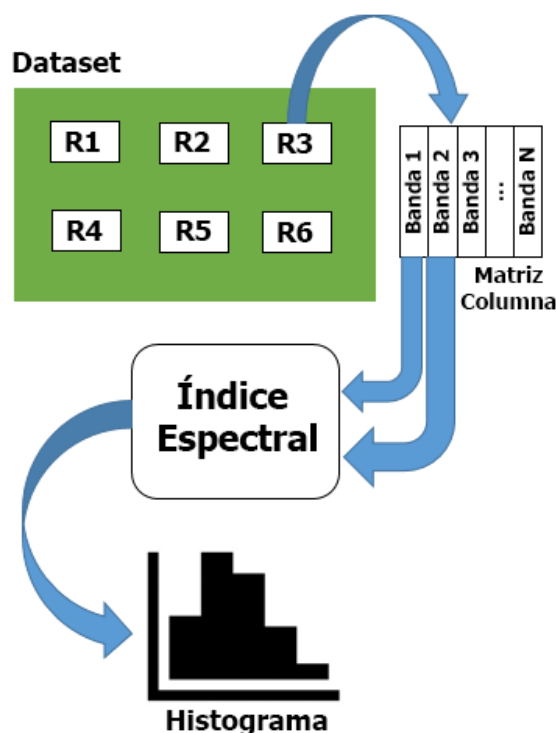 Dataset
R1 R2 R3
R4 R5 R6
Banda 1
Banda 2
Banda 3
...
Banda N
Matriz
Columna
Índice
Espectral
Histograma